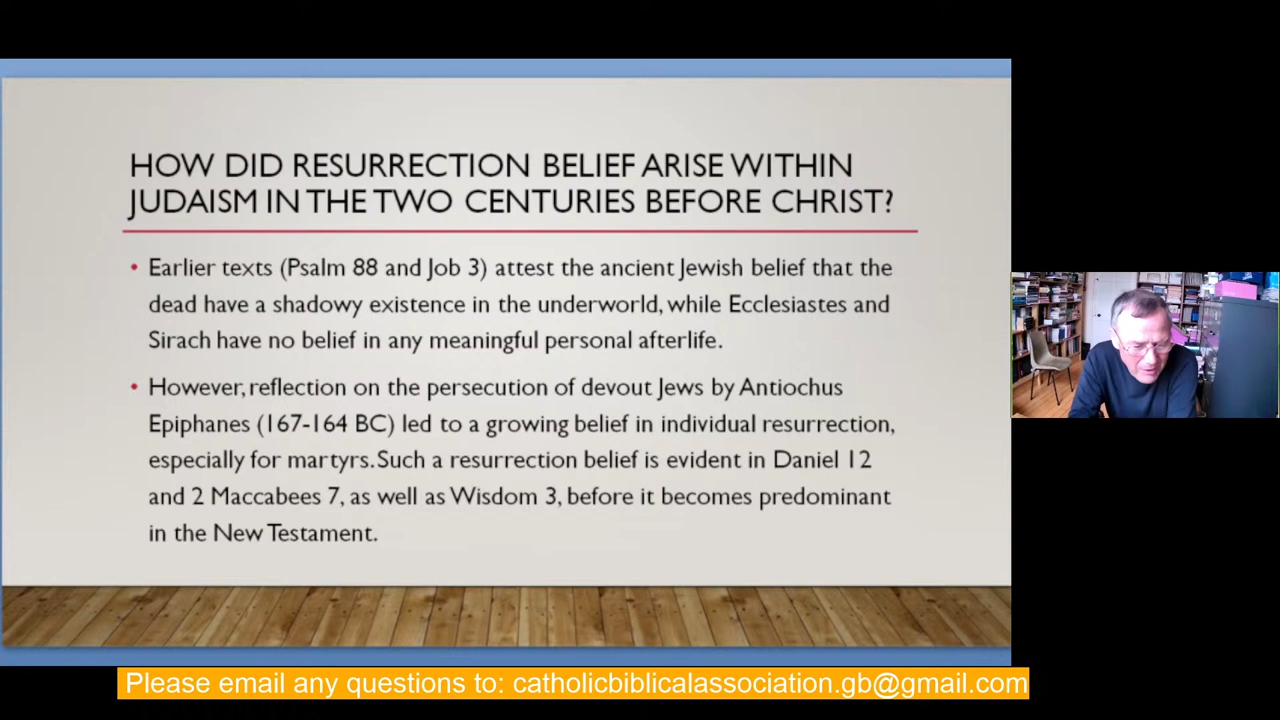 HOW DID RESURRECTION BELIEF ARISE WITHIN
JUDAISM IN THE TWO CENTURIES BEFORE CHRIST?
• Earlier texts (Psalm 88 and Job 3) attest the ancient Jewish belief that the
dead have a shadowy existence in the underworld, while Ecclesiastes and
Sirach have no belief in any meaningful personal afterlife.
• However, reflection on the persecution of devout Jews by Antiochus
Epiphanes (167-164 BC) led to a growing belief in individual resurrection,
especially for martyrs. Such a resurrection belief is evident in Daniel 12
and 2 Maccabees 7, as well as Wisdom 3, before it becomes predominant
in the New Testament.
Please email any questions to: catholicbiblicalassociation.gb@gmail.com